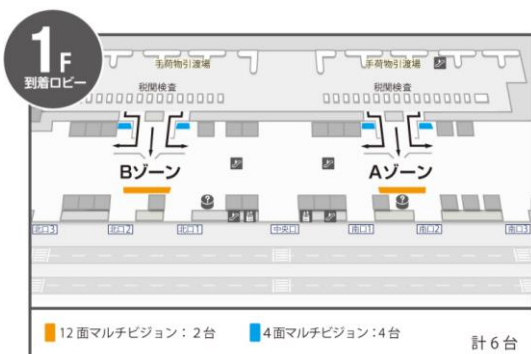 1F
到着ロビー
毛荷物引渡場
手荷物引渡場
税関検査
税関検査
Bゾーン
Aゾーン
北口3
北口2
北口1
中央口
南口1
南口2
南口3
12面マルチビジョン：2台
4面マルチビジョン：4台
計6台